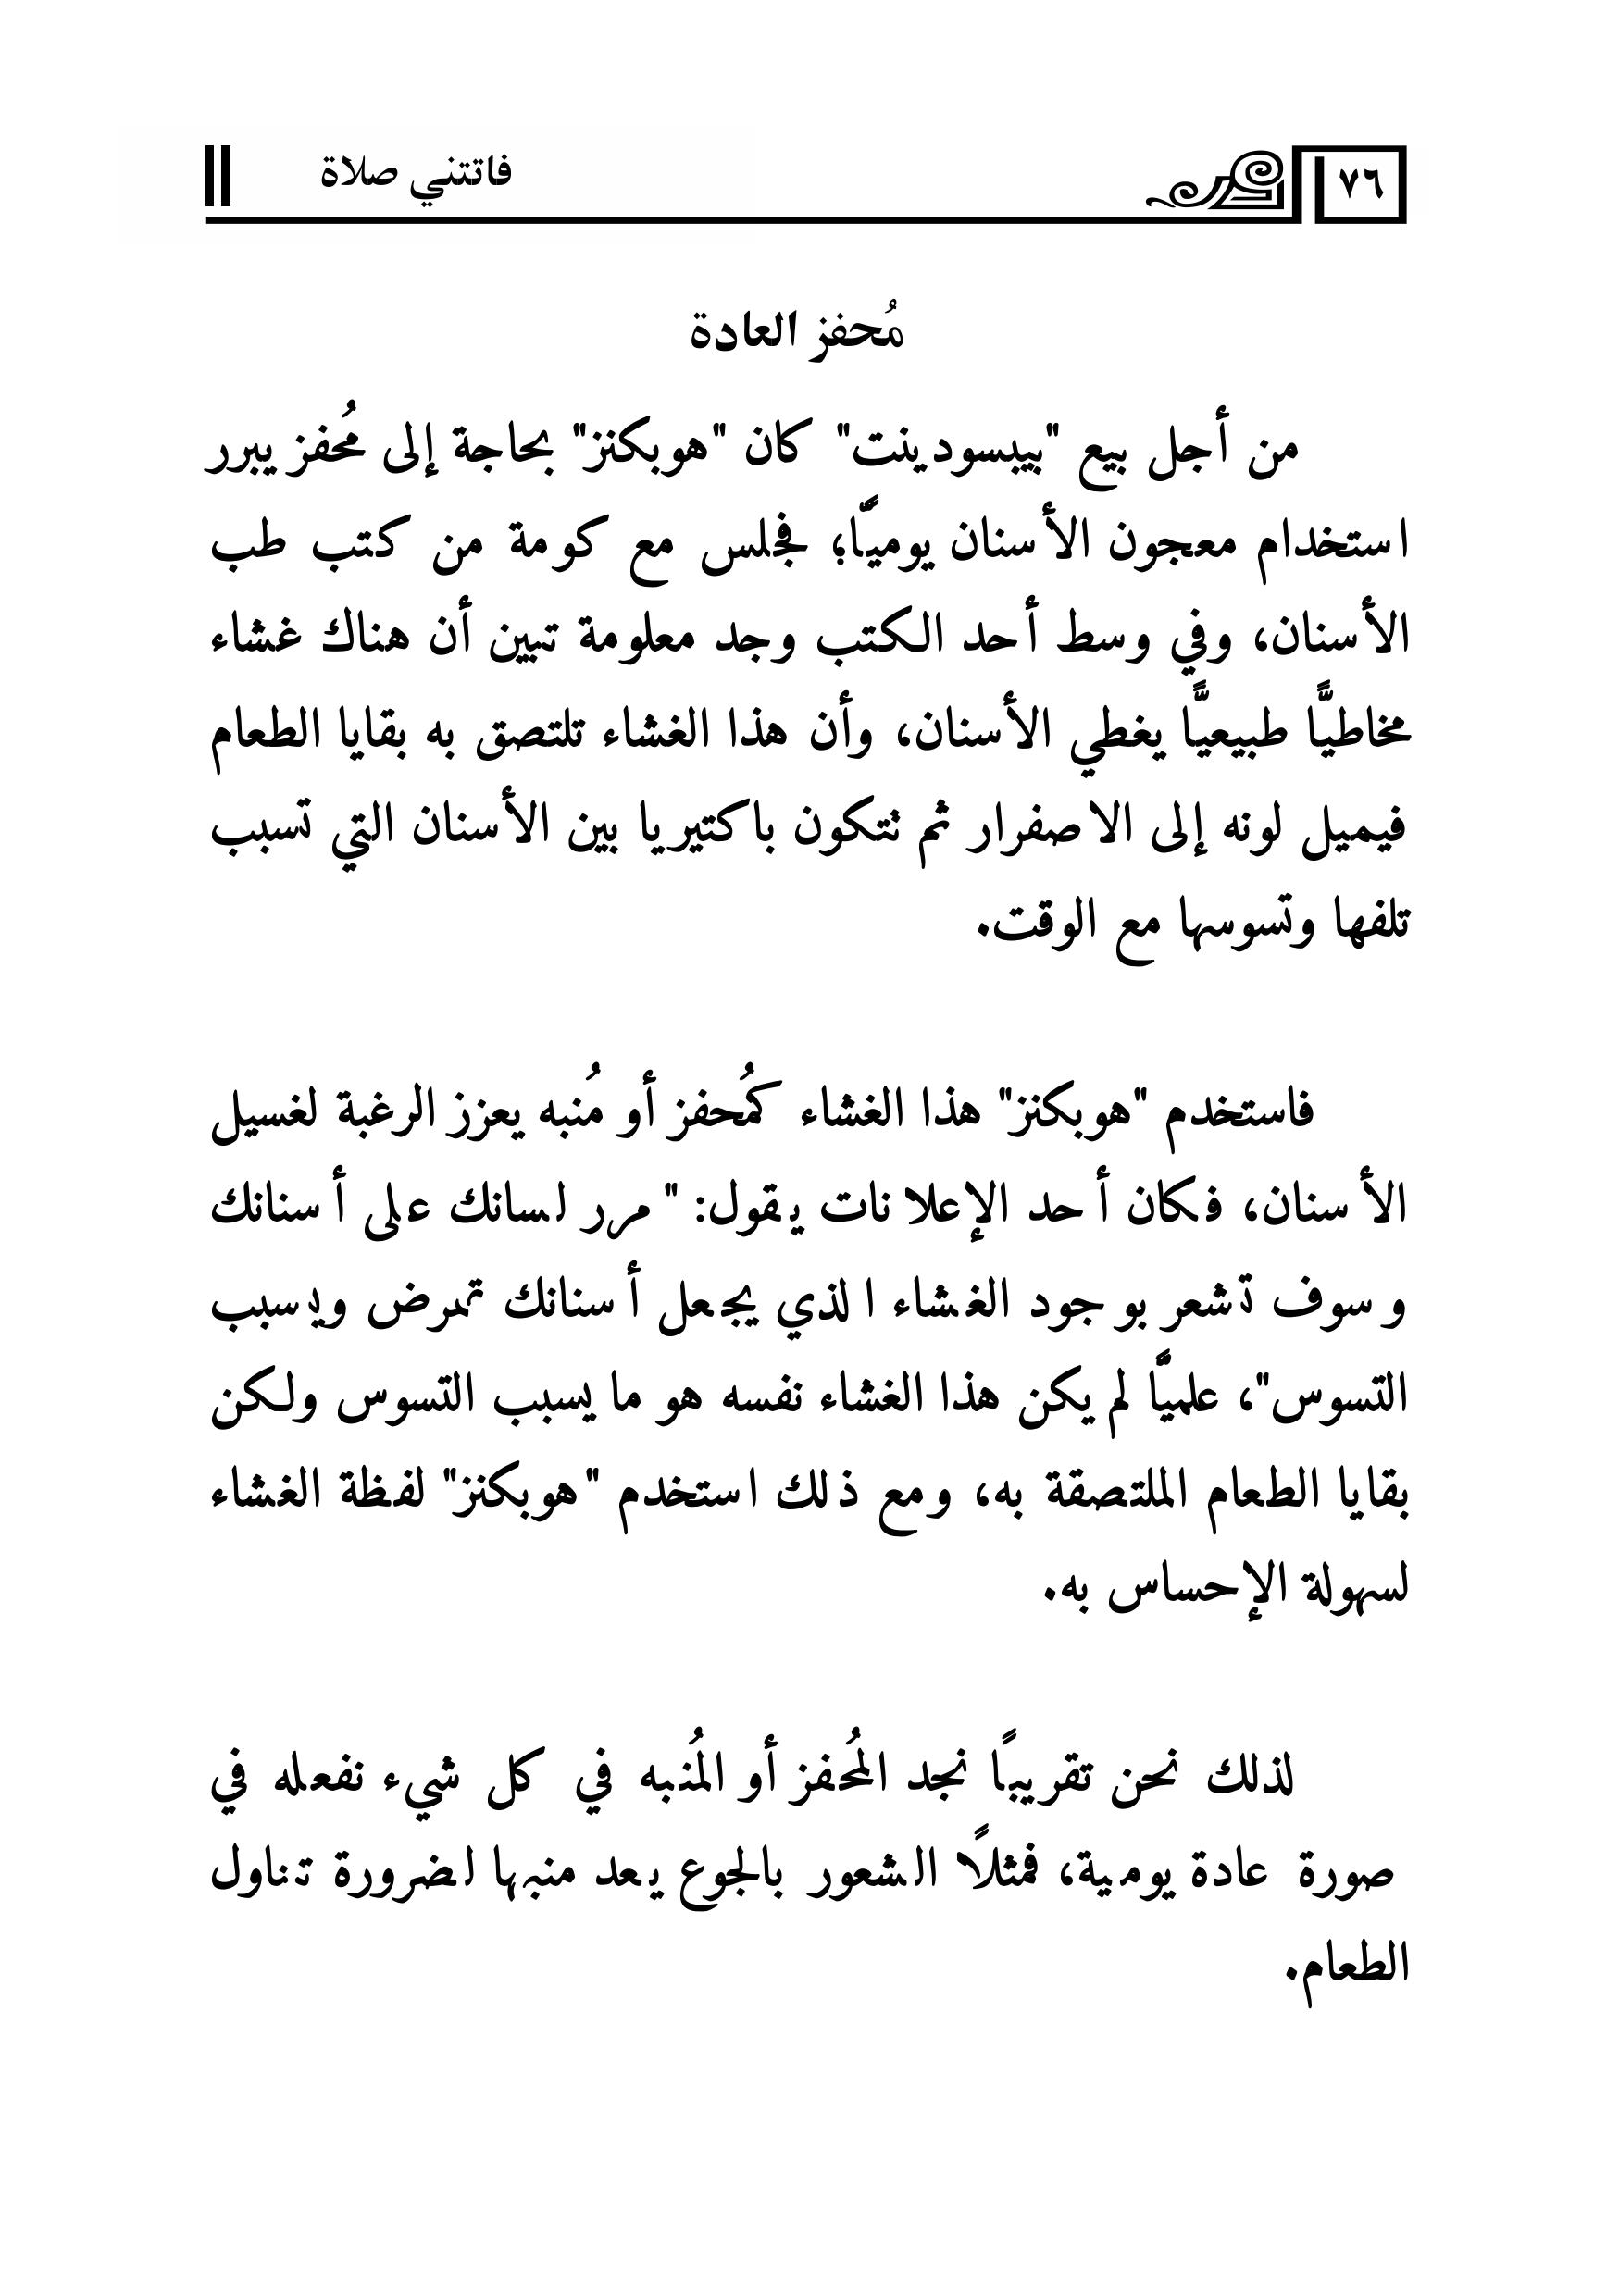 ٧٦
فاتتني صلاة
مُحفز العادة
من أجل بيع "بيبسودينت" كان "هوبكنز" بحاجة إلى مُحفز يبرر
استخدام معجون الأسنان يوميًّا؛ فجلس مع كومة من كتب طب
الأسنان، وفي وسط أحد الكتب وجد معلومة تبين أن هناك غشاء
مخاطيًّا طبيعيًّا يغطي الأسنان، وأن هذا الغشاء تلتصق به بقايا الطعام
فيميل لونه إلى الاصفرار ثم تتكون باكتيريا بين الأسنان التي تسبب
تلفها وتسوسها مع الوقت.
فاستخدم "هوبكنز" هذا الغشاء كمُحفز أو مُنبه يعزز الرغبة لغسيل
الأسنان، فكان أحد الإعلانات يقول: "مرر لسانك على أسنانك
وسوف تشعر بوجود الغشاء الذي يجعل أسنانك تمرض ويسبب
التسوس"، علميًّا لم يكن هذا الغشاء نفسه هو ما يسبب التسوس ولكن
بقايا الطعام الملتصقة به، ومع ذلك استخدم "هوبكنز" لفظة الغشاء
لسهولة الإحساس به.
لذلك نحن تقريبًا نجد المُحفز أو المُنبه في كل شيء نفعله في
صورة عادة يومية، فمثلًا الشعور بالجوع يعد منبها لضرورة تناول
الطعام.